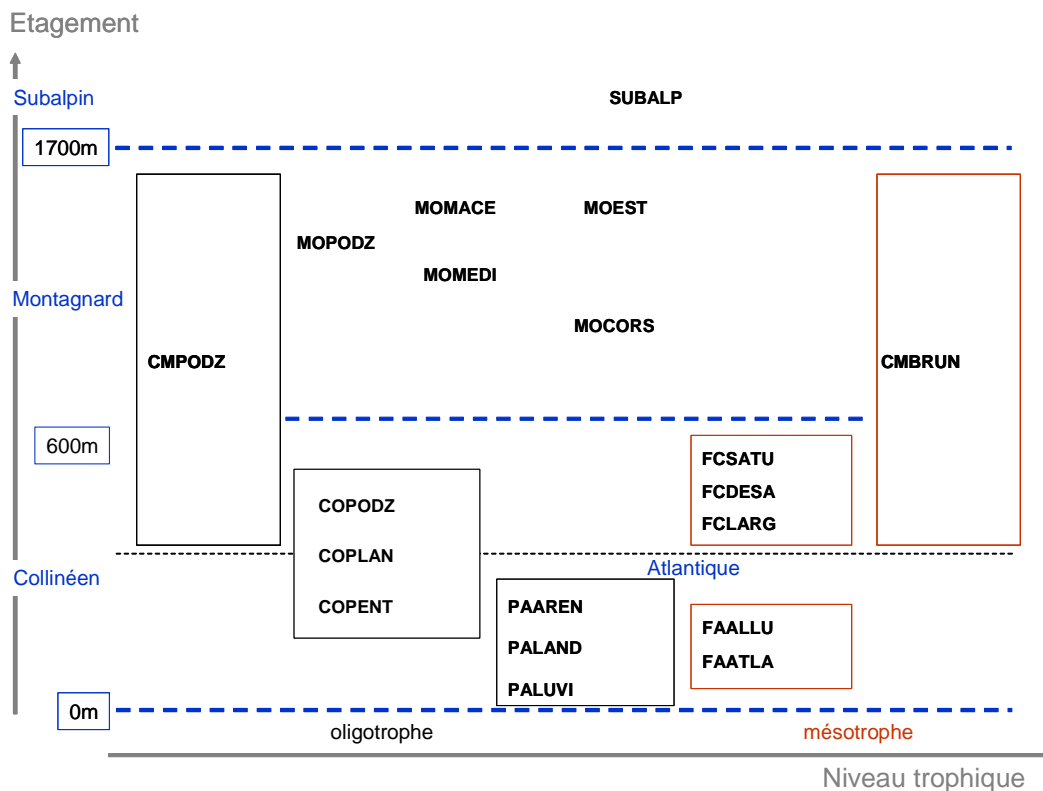 Etagement
Subalpin
SUBALP
1700m
MOMACE
MOEST
MOPODZ
MOMEDI
Montagnard
MOCORS
CMPODZ
CMBRUN
600m
FCSATU
FCDESA
FCLARG
COPODZ
COPLAN
COPENT
Atlantique
Collinéen
PAAREN
PALAND
PALUVI
FAALLU
FAATLA
0m
oligotrophe
mésotrophe
Niveau trophique